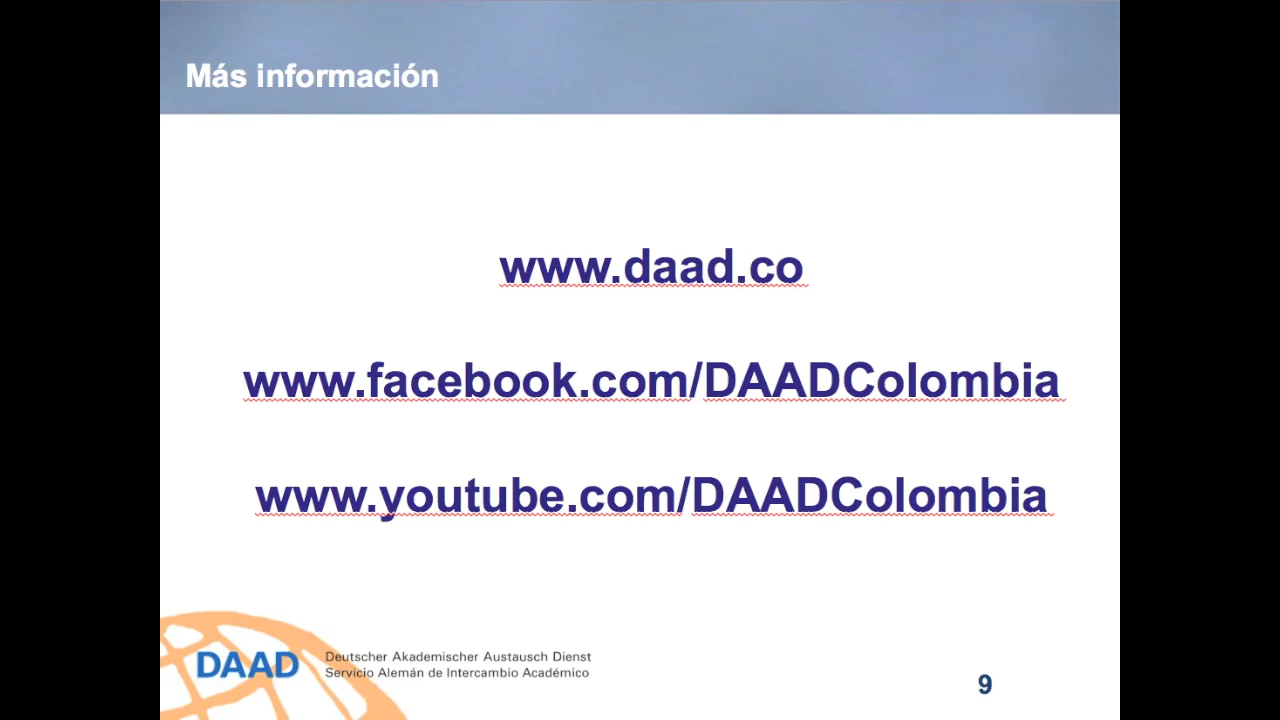 Más información
www.daad.co
www.facebook.com/DAADColombia
www.youtube.com/DAADColombia
DAAD
Deutscher Akademischer Austausch Dienst
Servicio Alemán de Intercambio Académico
9